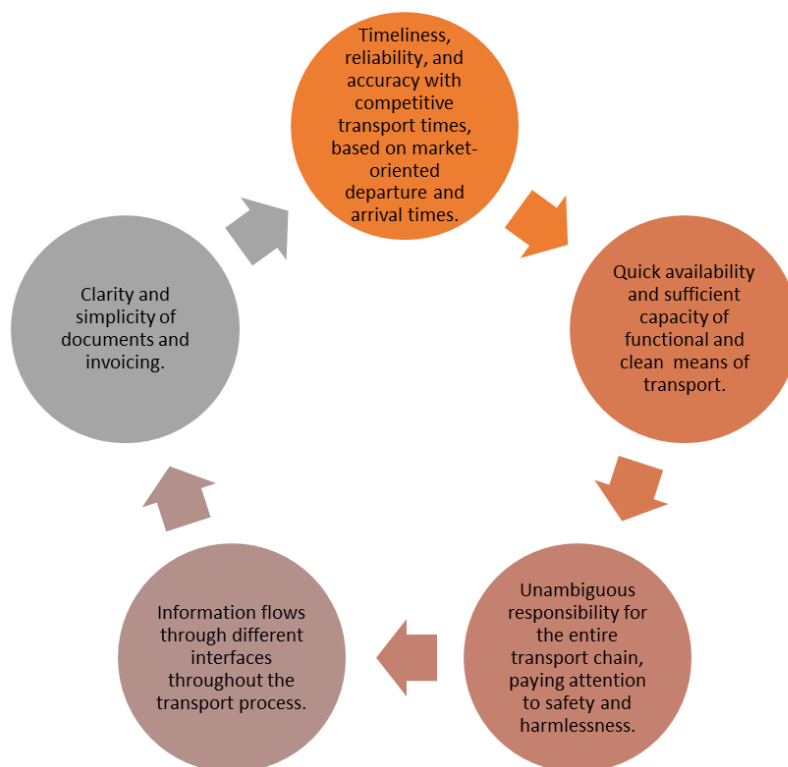 Timeliness,
reliability, and
accuracy with
competitive
transport times,
based on market-
oriented
departure and
arrival times.
Quick availability
and sufficient
capacity of
functional and
clean means of
transport.
Unambiguous
responsibility for
the entire
transport chain,
paying attention
to safety and
harmlessness.
Information flows
through different
interfaces
throughout the
transport process.
Clarity and
simplicity of
documents and
invoicing.